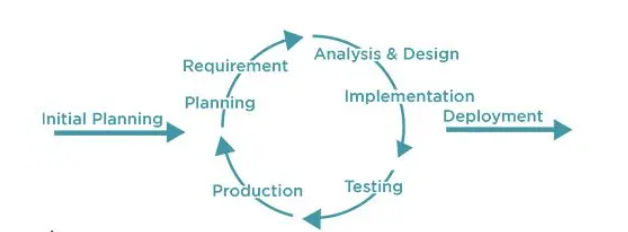 Initial Planning
Planning
Requirement
Analysis & Design
Implementation
Testing
Production
Deployment